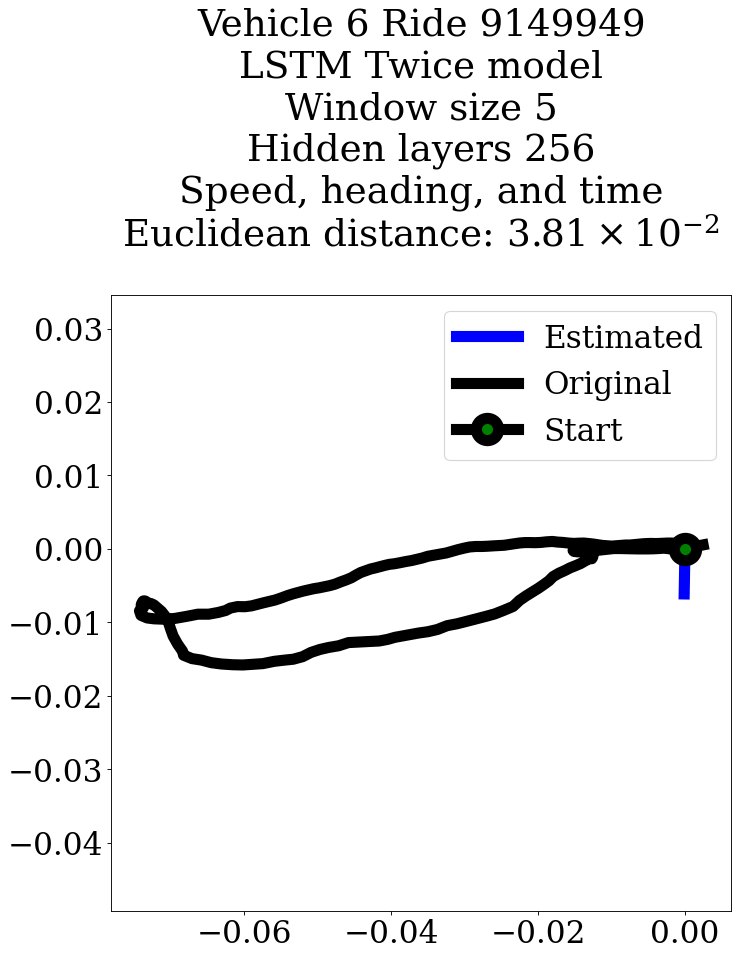 Vehicle 6 Ride 9149949
LSTM Twice model
Window size 5
Hidden layers 256
Speed, heading, and time
Euclidean distance: 3.81 × 10⁻²
Estimated
Original
Start
0.03
0.02
0.01
0.00
−0.01
−0.02
−0.03
−0.04
−0.06 −0.04 −0.02 0.00